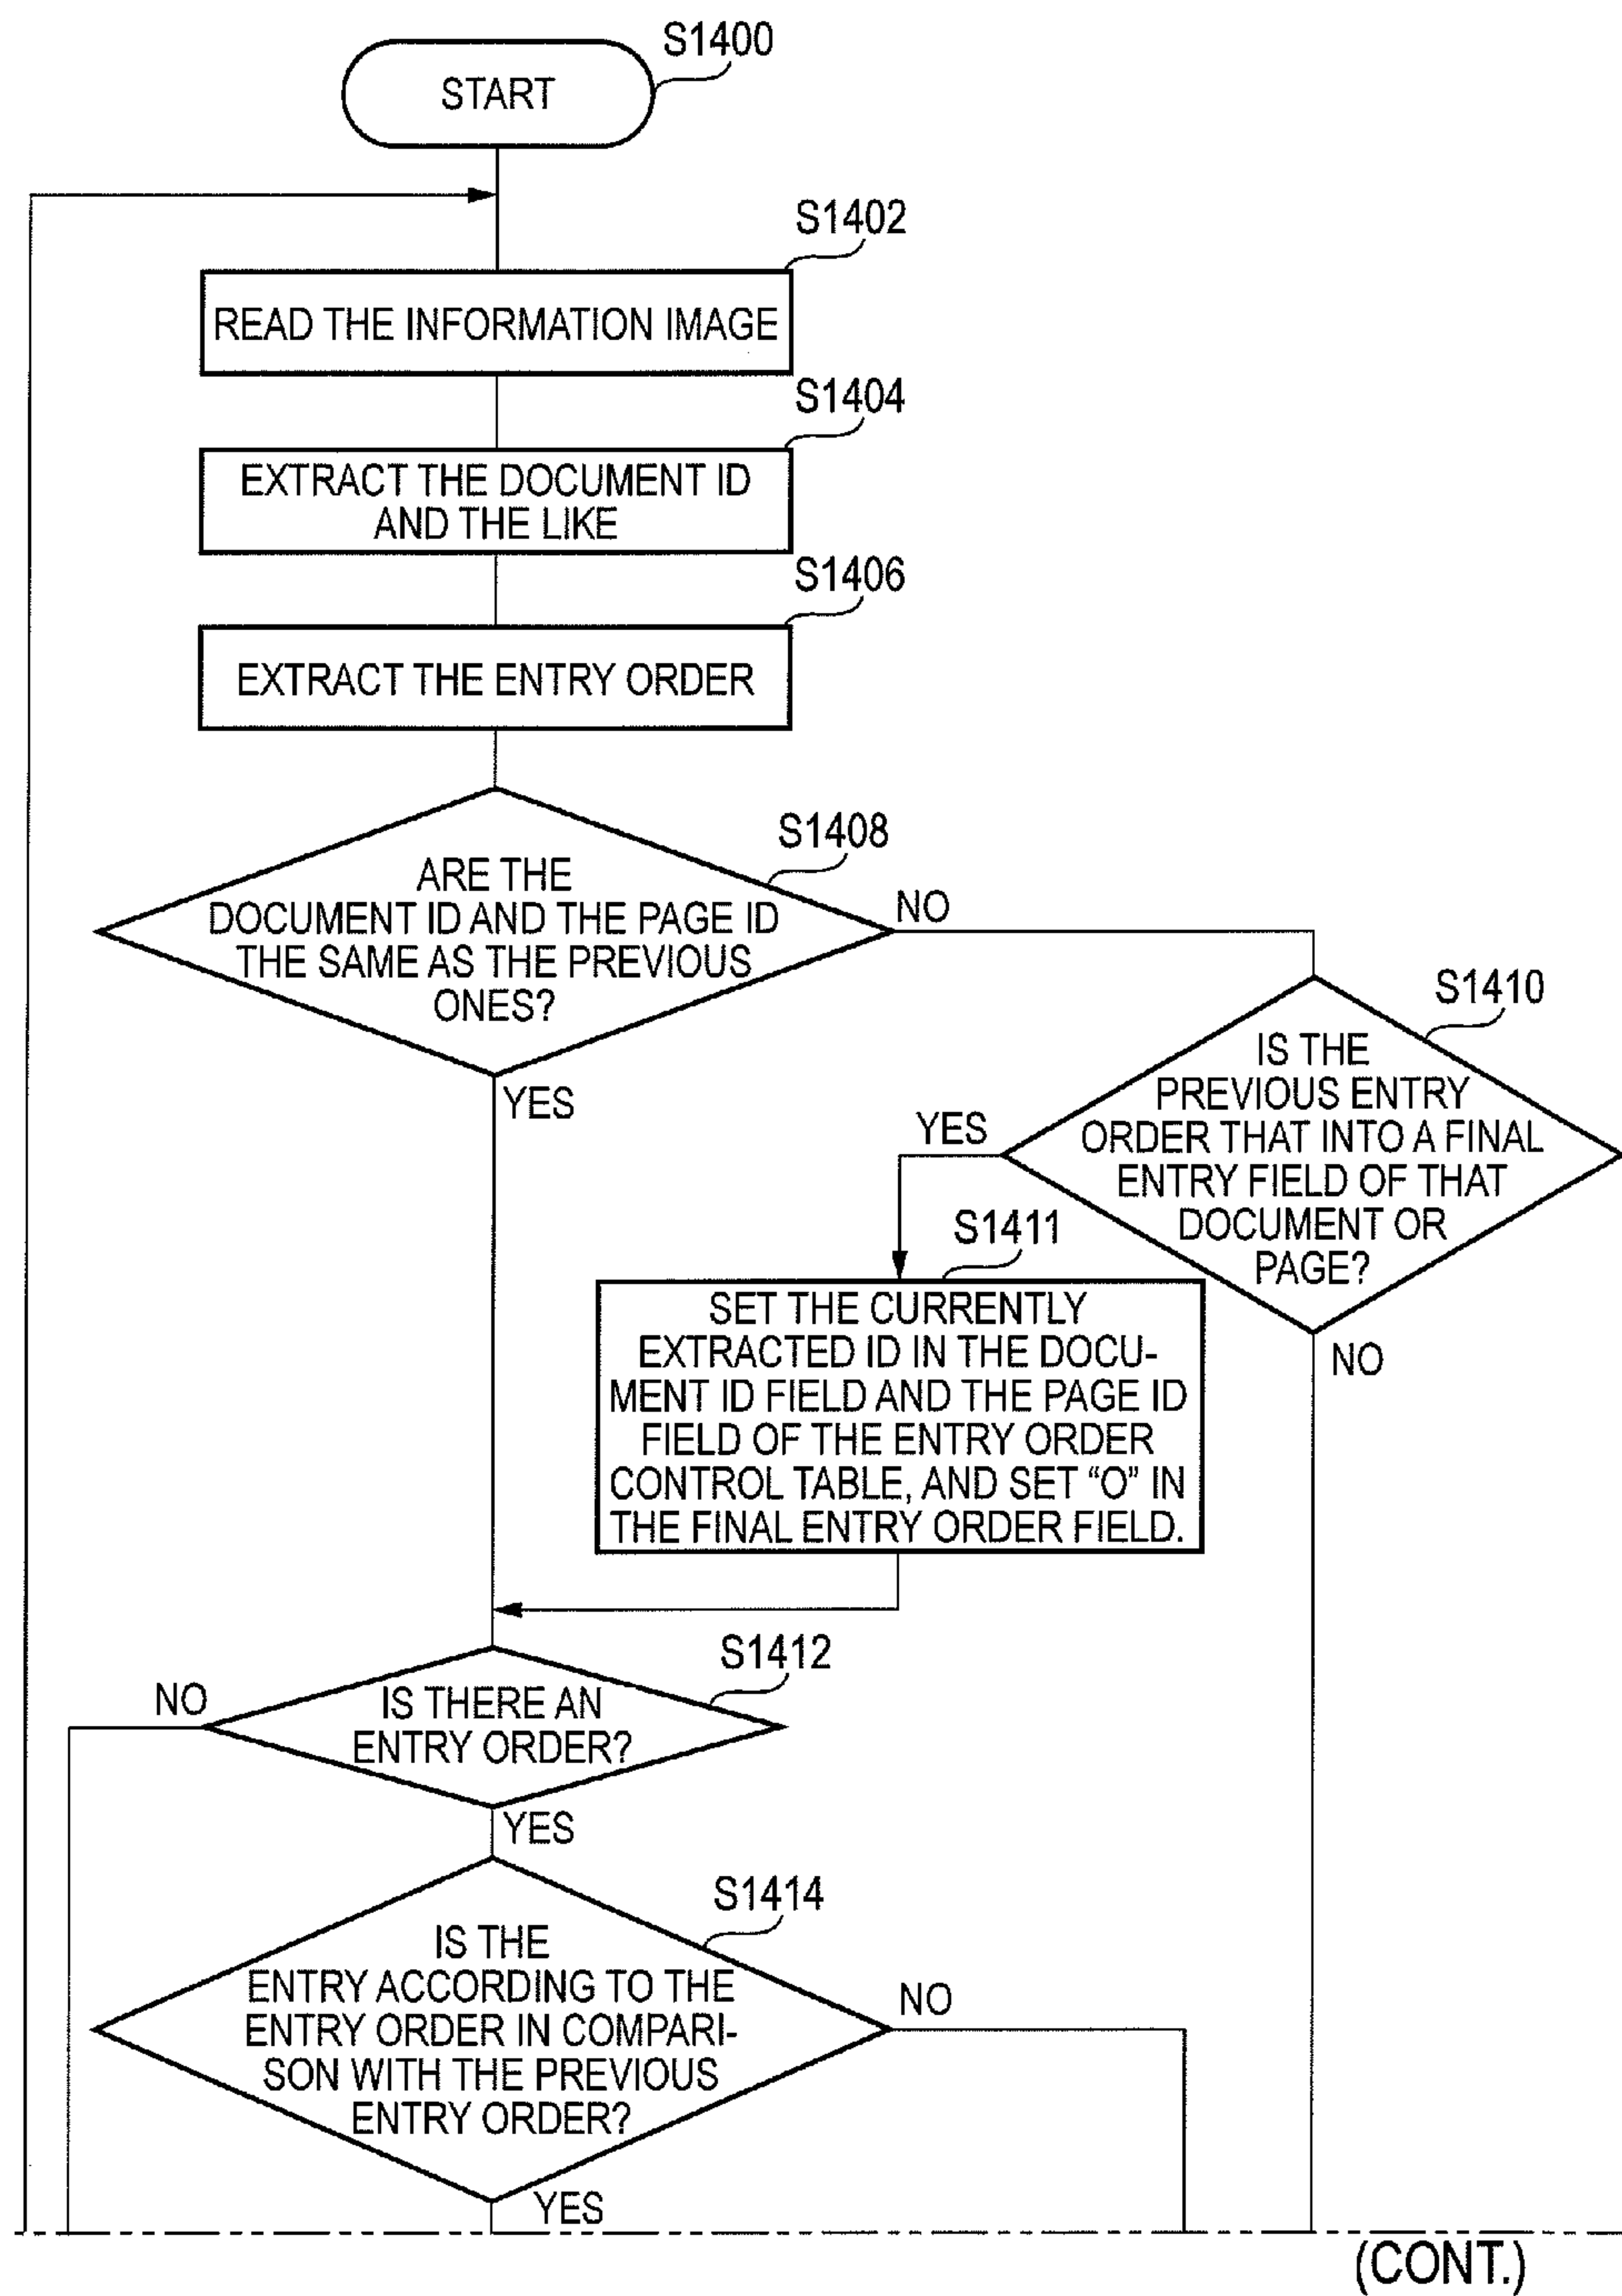 S1400
START
S1402
READ THE INFORMATION IMAGE
S1404
EXTRACT THE DOCUMENT ID
AND THE LIKE
S1406
EXTRACT THE ENTRY ORDER
S1408
ARE THE
DOCUMENT ID AND THE PAGE ID
THE SAME AS THE PREVIOUS
ONES?
NO
YES
S1410
IS THE
PREVIOUS ENTRY
ORDER THAT INTO A FINAL
ENTRY FIELD OF THAT
DOCUMENT OR
PAGE?
YES
NO
S1411
SET THE CURRENTLY
EXTRACTED ID IN THE DOCU-
MENT ID FIELD AND THE PAGE ID
FIELD OF THE ENTRY ORDER
CONTROL TABLE, AND SET “O” IN
THE FINAL ENTRY ORDER FIELD.
S1412
IS THERE AN
ENTRY ORDER?
NO
YES
S1414
IS THE
ENTRY ACCORDING TO THE
ENTRY ORDER IN COMPARI-
SON WITH THE PREVIOUS
ENTRY ORDER?
NO
YES
(CONT.)